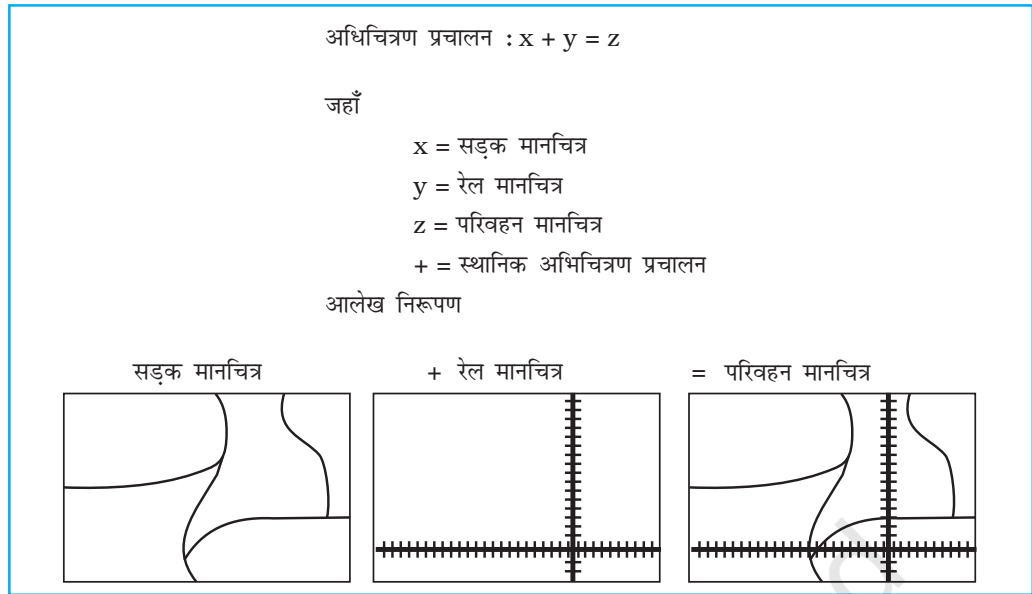 अधिचित्रण प्रचालन : x + y = z
जहाँ
x = सड़क मानचित्र
y = रेल मानचित्र
z = परिवहन मानचित्र
+ = स्थानिक अभिचित्रण प्रचालन
आलेख निरूपण
सड़क मानचित्र + रेल मानचित्र = परिवहन मानचित्र